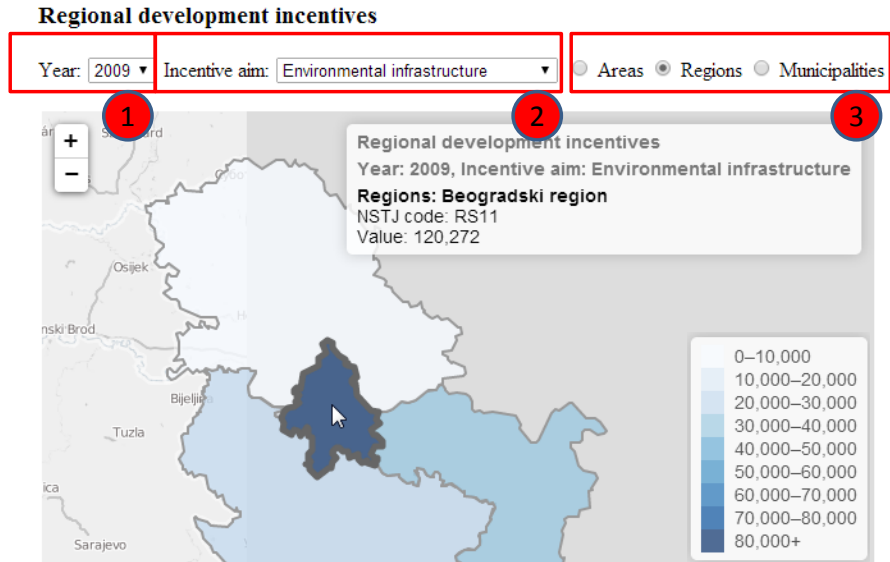 Regional development incentives
Year: 2009 Incentive aim: Environmental infrastructure Areas Regions Municipalities
1 2 3
+
−
Regional development incentives
Year: 2009, Incentive aim: Environmental infrastructure
Regions: Beogradski region
NSTJ code: RS11
Value: 120,272
Osijek
nski Brod
Bijeljina
Tuzla
ica
Sarajevo
0–10,000
10,000–20,000
20,000–30,000
30,000–40,000
40,000–50,000
50,000–60,000
60,000–70,000
70,000–80,000
80,000+